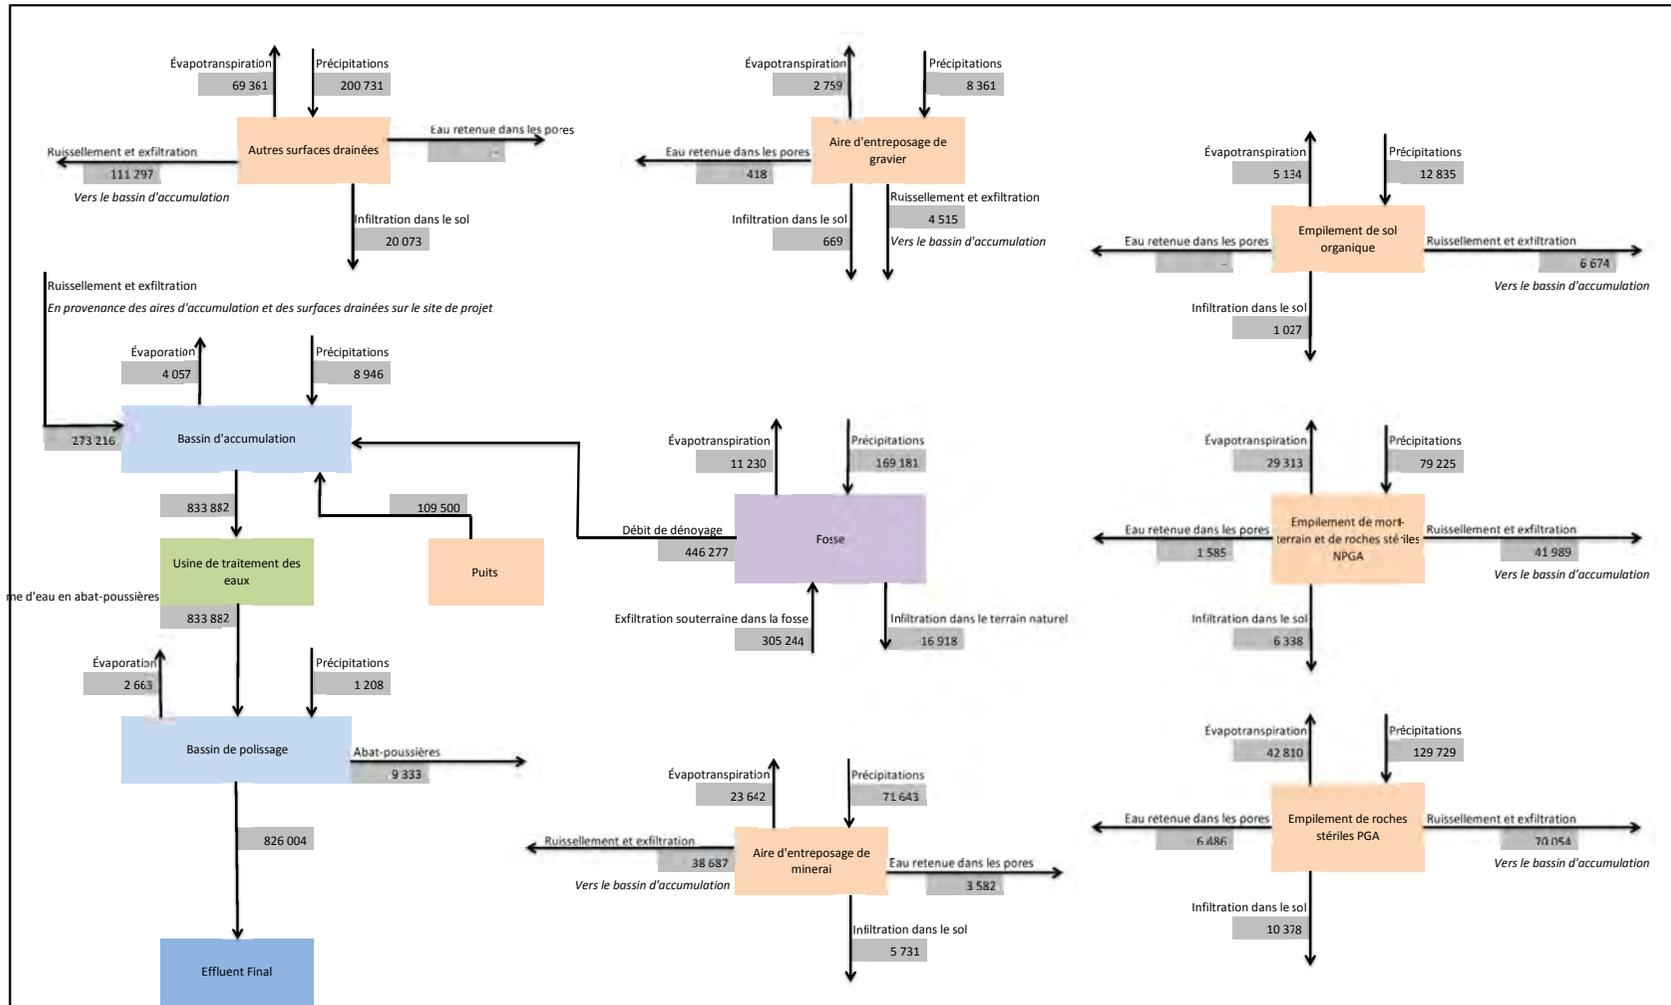 Évapotranspiration
69 361
Précipitations
200 731
Autres surfaces drainées
Eau retenue dans les pores
-
Ruissellement et exfiltration
111 297
Vers le bassin d'accumulation
Infiltration dans le sol
20 073
Évapotranspiration
2 759
Précipitations
8 361
Aire d'entreposage de
gravier
Eau retenue dans les pores
418
Infiltration dans le sol
669
Ruissellement et exfiltration
4 515
Vers le bassin d'accumulation
Évapotranspiration
5 134
Précipitations
12 835
Empilement de sol
organique
Eau retenue dans les pores
-
Ruissellement et exfiltration
6 674
Vers le bassin d'accumulation
Infiltration dans le sol
1 027
Ruissellement et exfiltration
En provenance des aires d'accumulation et des surfaces drainées sur le site de projet
Évaporation
4 057
Précipitations
8 946
273 216
Bassin d'accumulation
833 882
109 500
Usine de traitement des
eaux
Puits
me d'eau en abat-poussières
833 882
Évaporation
2 663
Précipitations
1 208
Bassin de polissage
Abat-poussières
9 333
826 004
Effluent Final
Évapotranspiration
11 230
Précipitations
169 181
Débit de dénoyage
446 277
Fosse
Exfiltration souterraine dans la fosse
305 244
Infiltration dans le terrain naturel
16 918
Évapotranspiration
23 642
Précipitations
71 643
Ruissellement et exfiltration
38 687
Vers le bassin d'accumulation
Aire d'entreposage de
minerai
Eau retenue dans les pores
3 582
Infiltration dans le sol
5 731
Évapotranspiration
29 313
Précipitations
79 225
Eau retenue dans les pores
1 585
Empilement de mort-
terrain et de roches stériles
NPGA
Ruissellement et exfiltration
41 989
Vers le bassin d'accumulation
Infiltration dans le sol
6 338
Évapotranspiration
42 810
Précipitations
129 729
Eau retenue dans les pores
6 486
Empilement de roches
stériles PGA
Ruissellement et exfiltration
70 054
Vers le bassin d'accumulation
Infiltration dans le sol
10 378